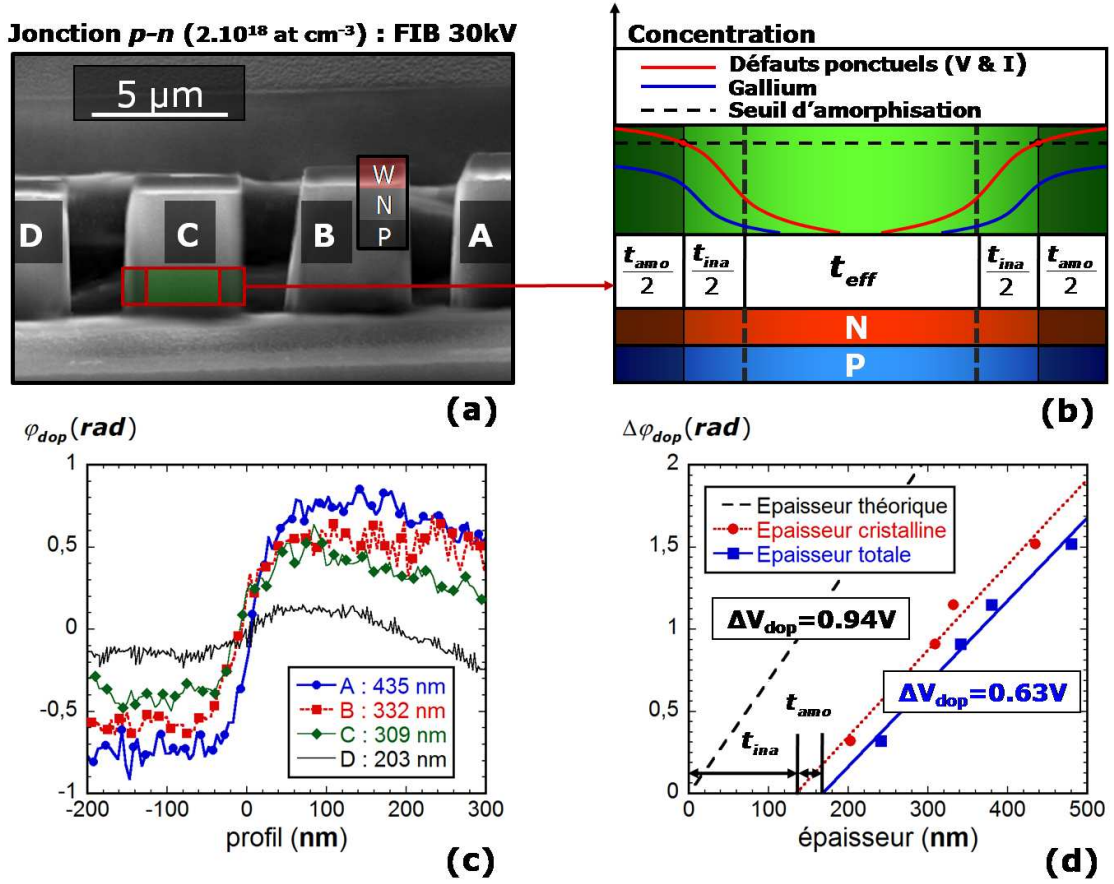 Jonction p-n (2.10¹⁸ at cm⁻³) : FIB 30kV
5 µm
W
N
P
D
C
B
A
(a)
Concentration
Défauts ponctuels (V & I)
Gallium
Seuil d'amorphisation
t_amo/2
t_ina/2
t_eff
t_ina/2
t_amo/2
N
P
(b)
φ_dop (rad)
1
0,5
0
-0,5
-1
A : 435 nm
B : 332 nm
C : 309 nm
D : 203 nm
-200
-100
0
100
200
300
profil (nm)
(c)
Δφ_dop (rad)
2
1,5
1
0,5
0
Epaisseur théorique
Epaisseur cristalline
Epaisseur totale
ΔV_dop=0.94V
ΔV_dop=0.63V
t_amo
t_ina
0
100
200
300
400
500
épaisseur (nm)
(d)